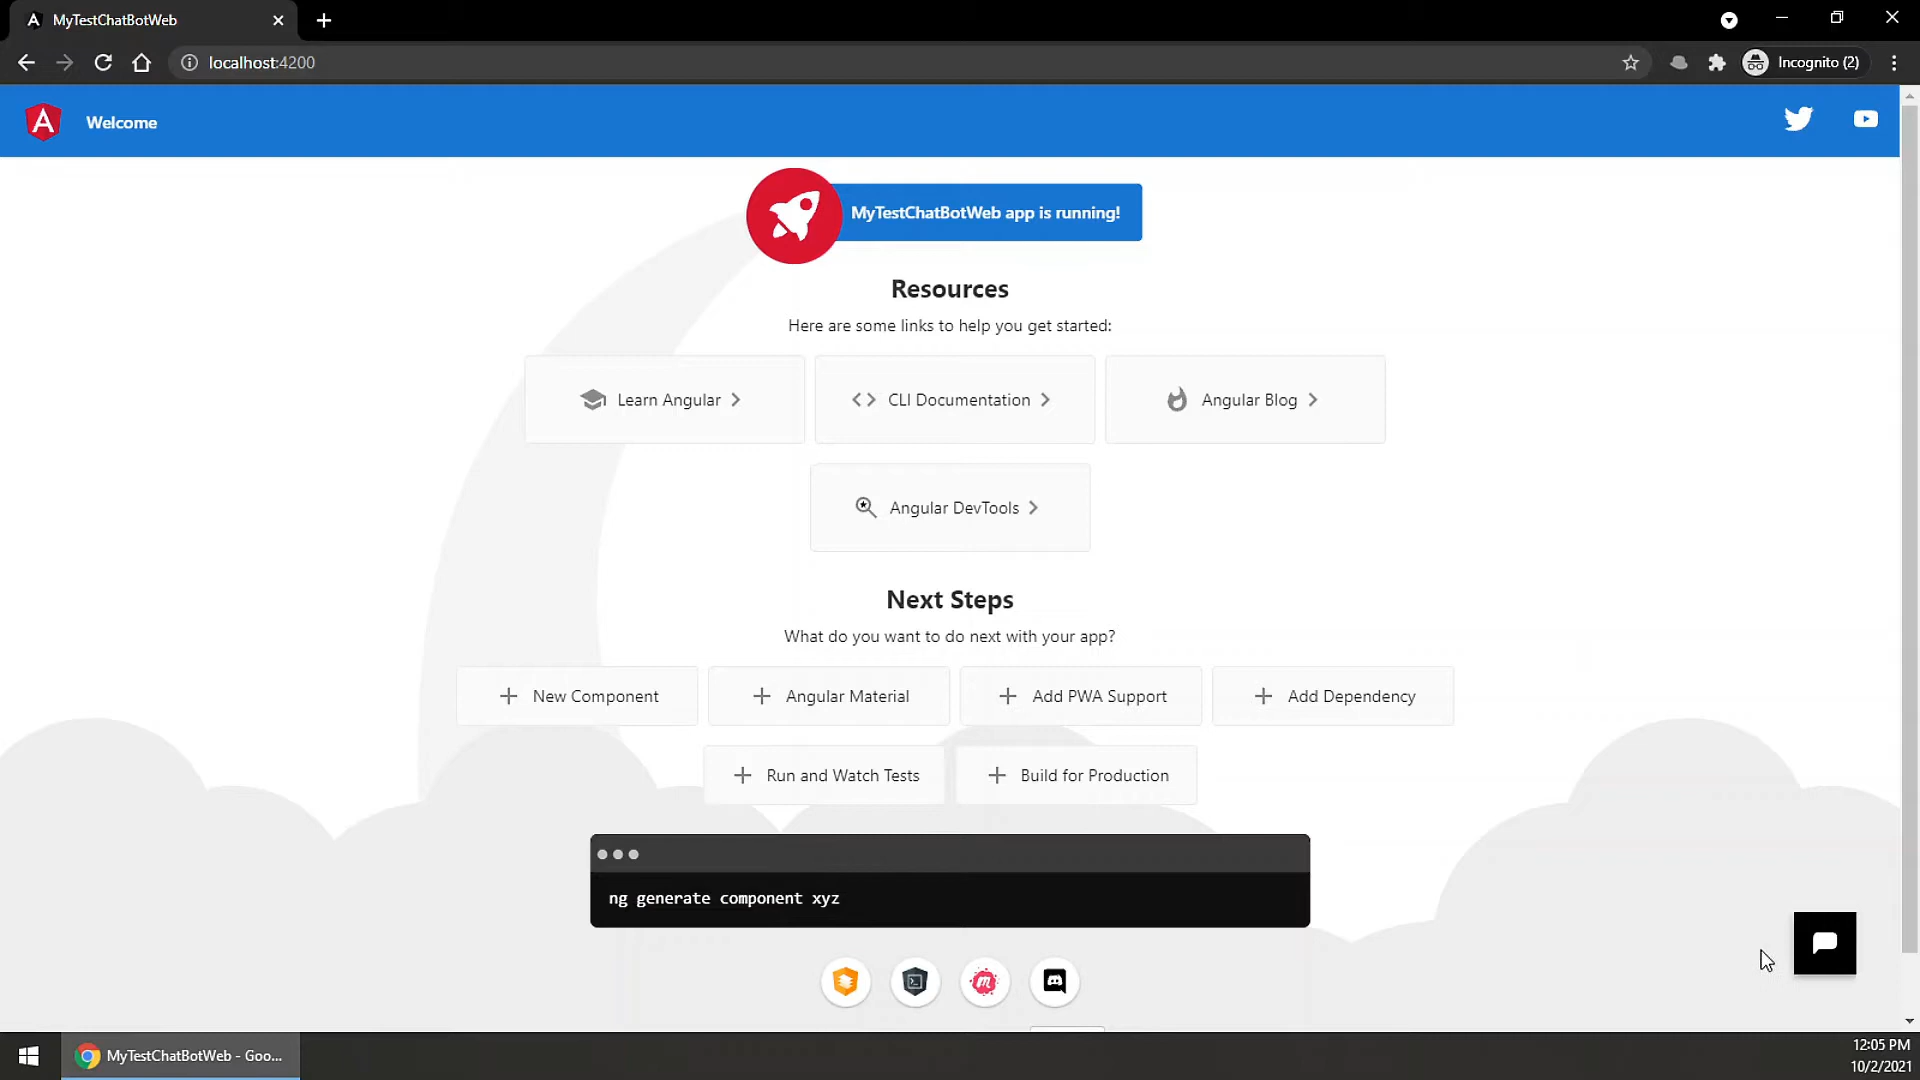 MyTestChatBotWeb
localhost:4200
Incognito (2)
Welcome
MyTestChatBotWeb app is running!
Resources
Here are some links to help you get started:
Learn Angular
CLI Documentation
Angular Blog
Angular DevTools
Next Steps
What do you want to do next with your app?
New Component
Angular Material
Add PWA Support
Add Dependency
Run and Watch Tests
Build for Production
ng generate component xyz
MyTestChatBotWeb - Goo...
12:05 PM
10/2/2021